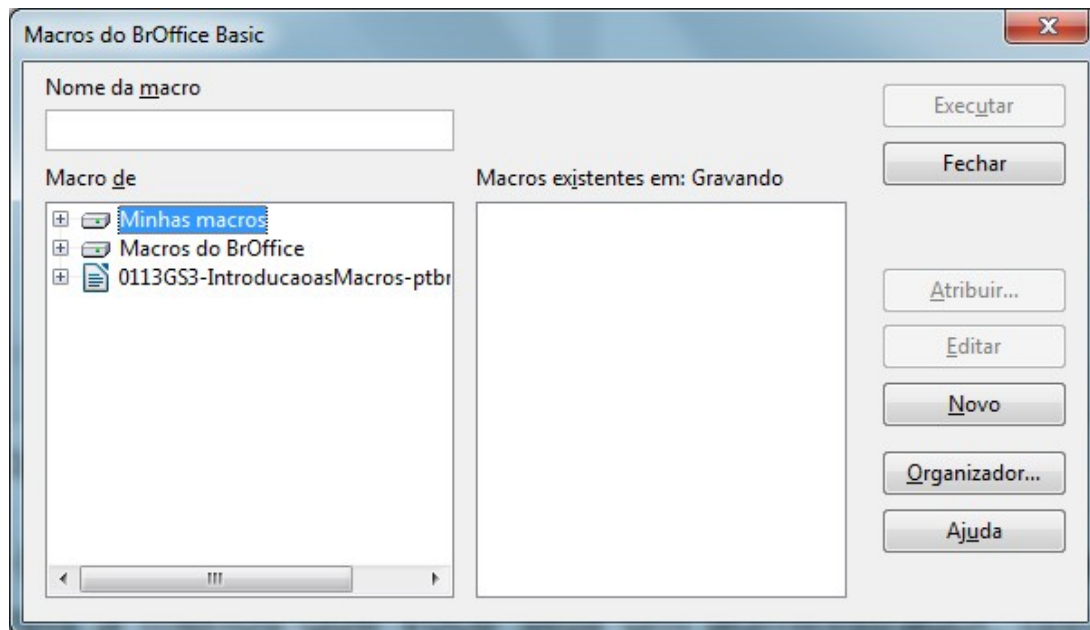 Macros do BrOffice Basic
Nome da macro
Executar
Fechar
Macro de
Macros existentes em: Gravando
Minhas macros
Macros do BrOffice
0113GS3-IntroducaoasMacros-ptbr
Atribuir...
Editar
Novo
Organizador...
Ajuda